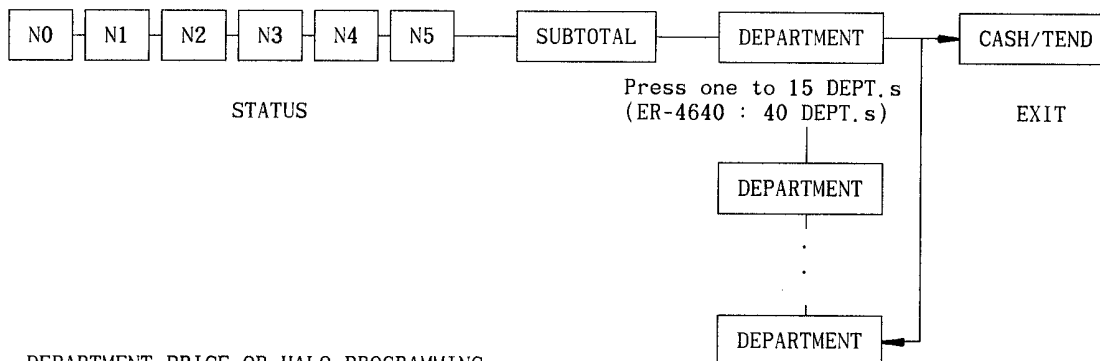 N0 N1 N2 N3 N4 N5 SUBTOTAL DEPARTMENT CASH/TEND
Press one to 15 DEPT.s
STATUS (ER-4640 : 40 DEPT.s) EXIT
DEPARTMENT
DEPARTMENT
DEPARTMENT PRICE OR HALO PROGRAMMING